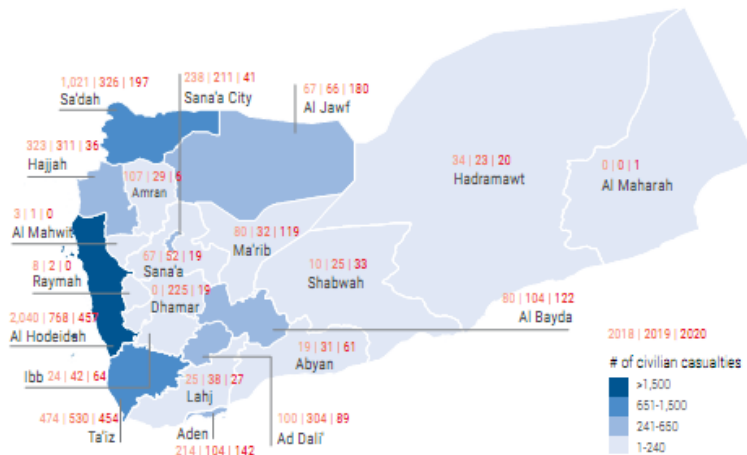 1,021 | 326 | 197
Sa'dah
238 | 211 | 41
Sana'a City
67 | 66 | 180
Al Jawf
323 | 311 | 36
Hajjah
107 | 29 | 6
Amran
34 | 23 | 20
Hadramawt
0 | 0 | 1
Al Maharah
3 | 1 | 0
Al Mahwit
80 | 32 | 119
Ma'rib
67 | 52 | 19
Sana'a
8 | 2 | 0
Raymah
10 | 25 | 33
Shabwah
0 | 225 | 19
Dhamar
80 | 104 | 122
Al Bayda
2,040 | 768 | 457
Al Hodeidah
19 | 31 | 61
Abyan
Ibb 24 | 42 | 64
25 | 38 | 27
Lahj
474 | 530 | 454
Ta'iz
Aden
214 | 104 | 142
100 | 304 | 89
Ad Dali'
2018 | 2019 | 2020
# of civilian casualties
>1,500
651-1,500
241-650
1-240